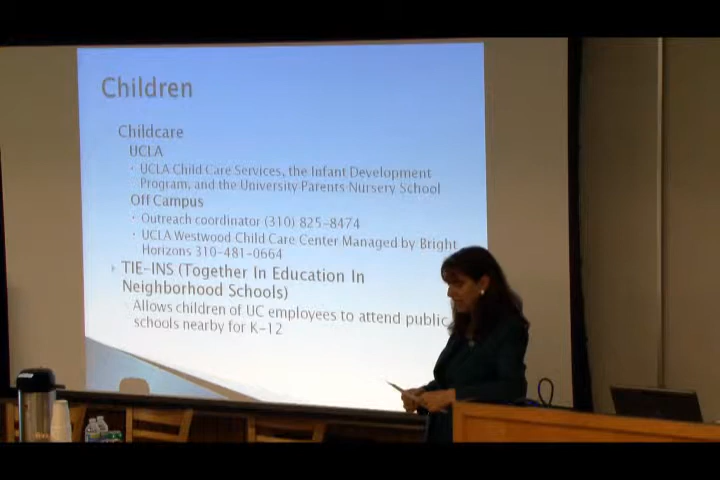 Children
Childcare
UCLA
UCLA Child Care Services, the Infant Development
Program, and the University Parents Nursery School
Off Campus
Outreach coordinator (310) 825-8474
UCLA Westwood Child Care Center Managed by Bright
Horizons 310-481-0664
TIE-INS (Together In Education In
Neighborhood Schools)
Allows children of UC employees to attend public
schools nearby for K-12